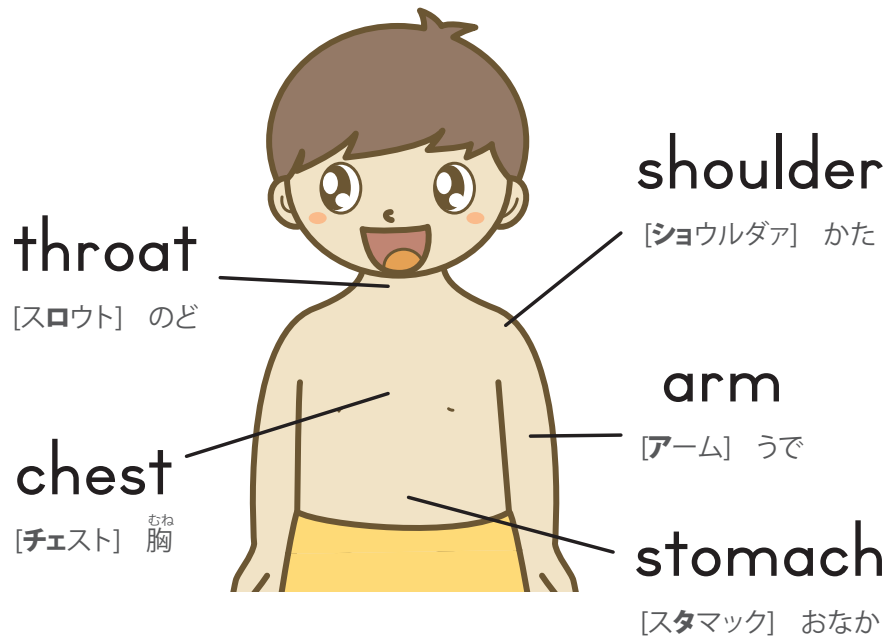 throat
[スロウト] のど
chest
むね
[チェスト] 胸
shoulder
[ショウルダァ] かた
arm
[アーム] うで
stomach
[スタマック] おなか